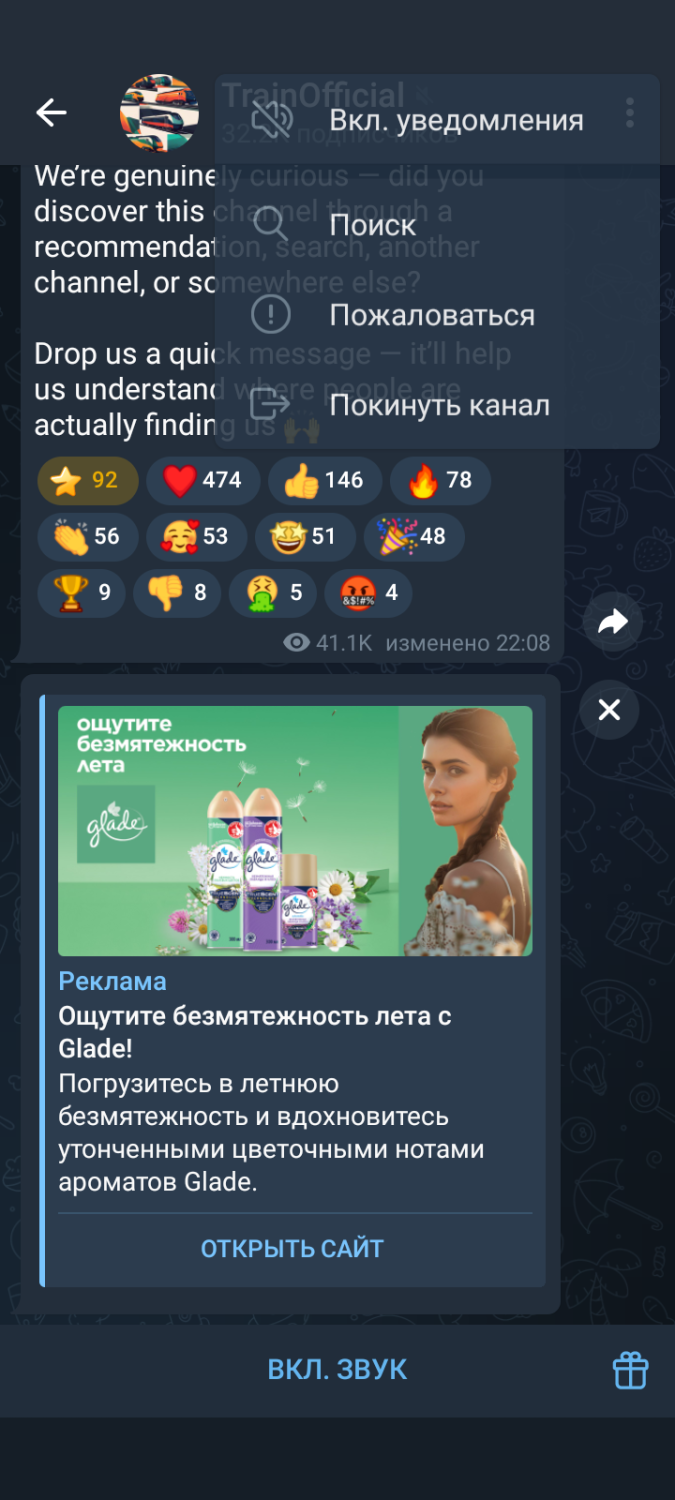 TrainOfficial
Вкл. уведомления
We're genuinely curious — did you
discover this channel through a
recommendation, search, another
channel, or somewhere else?
Поиск
Пожаловаться
Drop us a quick message — it'll help
us understand where people are
actually finding us 🙌
Покинуть канал
⭐ 92 ❤️ 474 👍 146 🔥 78
👏 56 🥰 53 🤩 51 🎉 48
🏆 9 👎 8 🤮 5 🤬 4
41.1K изменено 22:08
ощутите
безмятежность
лета
glade
glade glade
glade
Реклама
Ощутите безмятежность лета с
Glade!
Погрузитесь в летнюю
безмятежность и вдохновитесь
утонченными цветочными нотами
ароматов Glade.
ОТКРЫТЬ САЙТ
ВКЛ. ЗВУК